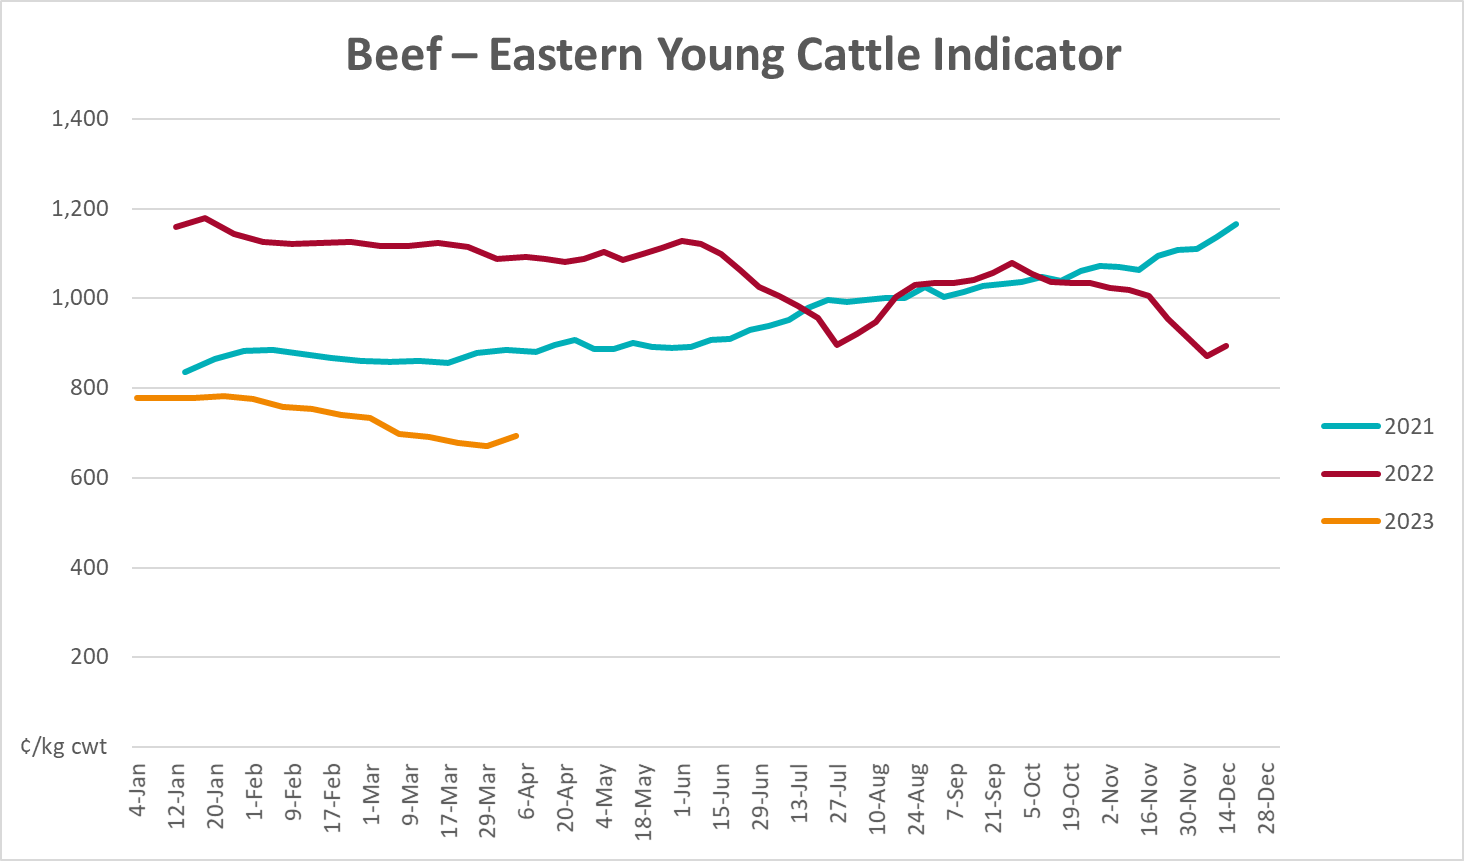 Beef – Eastern Young Cattle Indicator
1,400
1,200
1,000
800
600
400
200
¢/kg cwt
4-Jan
12-Jan
20-Jan
1-Feb
9-Feb
17-Feb
1-Mar
9-Mar
17-Mar
29-Mar
6-Apr
20-Apr
4-May
18-May
1-Jun
15-Jun
29-Jun
13-Jul
27-Jul
10-Aug
24-Aug
7-Sep
21-Sep
5-Oct
19-Oct
2-Nov
16-Nov
30-Nov
14-Dec
28-Dec
2021
2022
2023